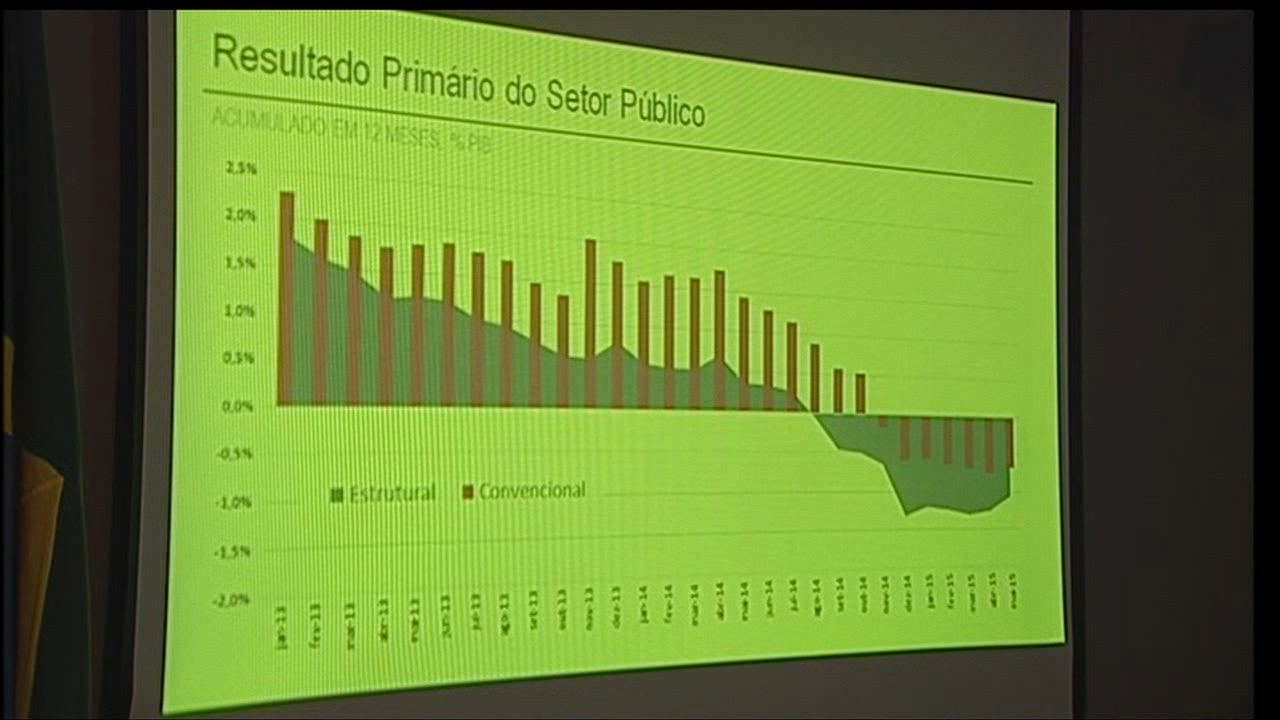 Resultado Primário do Setor Público
ACUMULADO EM 12 MESES, % PIB
2,5%
2,0%
1,5%
1,0%
0,5%
0,0%
-0,5%
-1,0%
-1,5%
-2,0%
Estrutural Convencional
jan-13 fev-13 mar-13 abr-13 mai-13 jun-13 jul-13 ago-13 set-13 out-13 nov-13 dez-13 jan-14 fev-14 mar-14 abr-14 mai-14 jun-14 jul-14 ago-14 set-14 out-14 nov-14 dez-14 jan-15 fev-15 mar-15 abr-15 mai-15